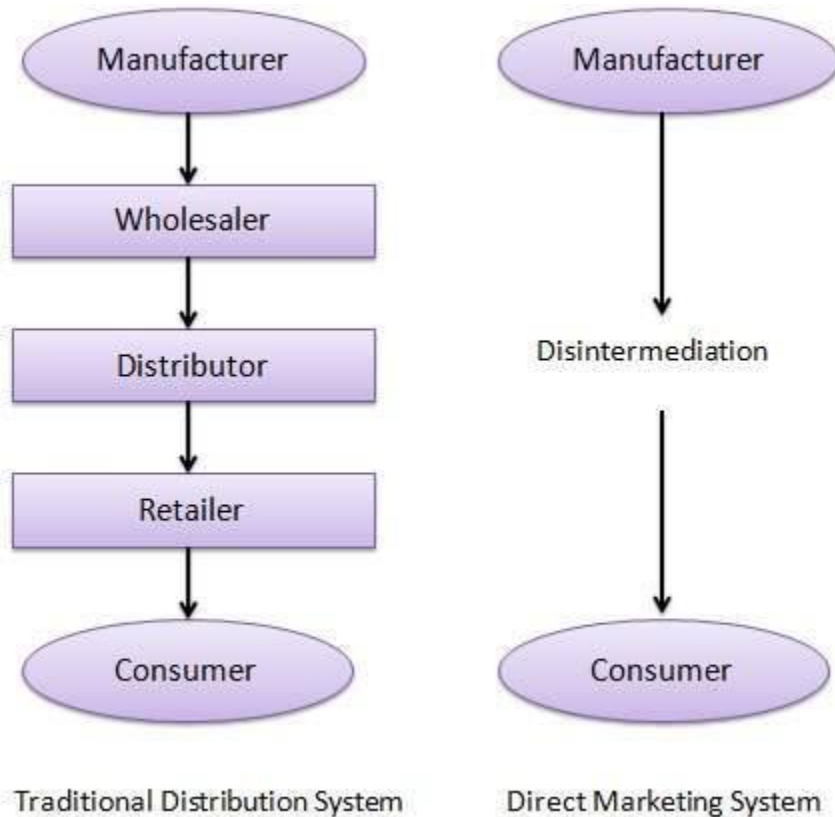 Manufacturer
Wholesaler
Distributor
Retailer
Consumer
Traditional Distribution System
Manufacturer
Disintermediation
Consumer
Direct Marketing System